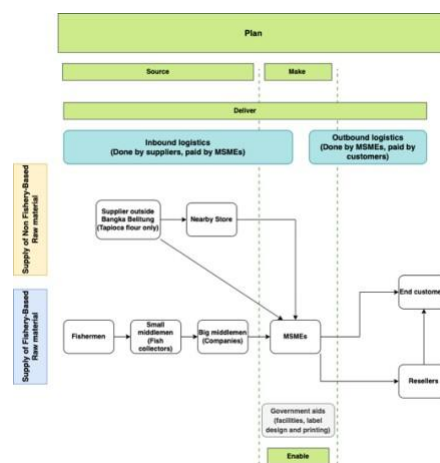 Plan
Source
Make
Deliver
Inbound logistics
(Done by suppliers, paid by MSMEs)
Outbound logistics
(Done by MSMEs, paid by
customers)
Supply of Non Fishery-Based
Raw material
Supplier outside
Bangka Belitung
(Tapioce flour only)
Nearby Store
End customer
Supply of Fishery-Based
Raw material
Fishermen
Small
middlemen
(Fish
collectors)
Big middlemen
(Companies)
MSMEs
Resellers
Government aids
(facilities, label
design and printing)
Enable